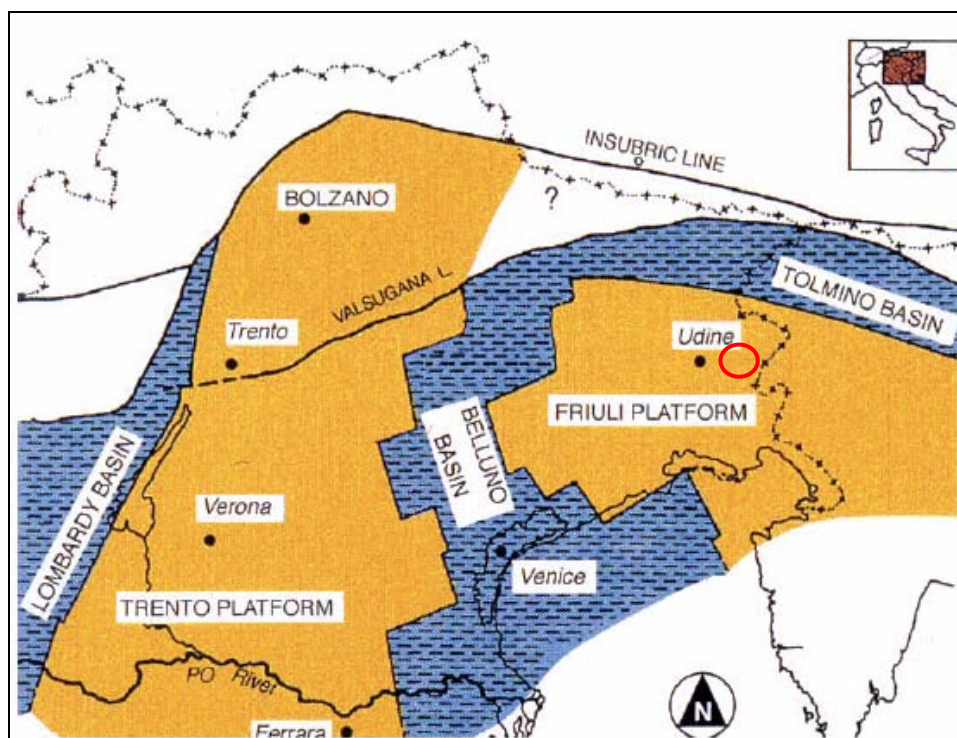 INSUBRIC LINE
BOLZANO
?
VALSUGANA L.
TOLMINO BASIN
Trento
Udine
FRIULI PLATFORM
BELLUNO
BASIN
LOMBARDY BASIN
Verona
Venice
TRENTO PLATFORM
PO River
Ferrara
N